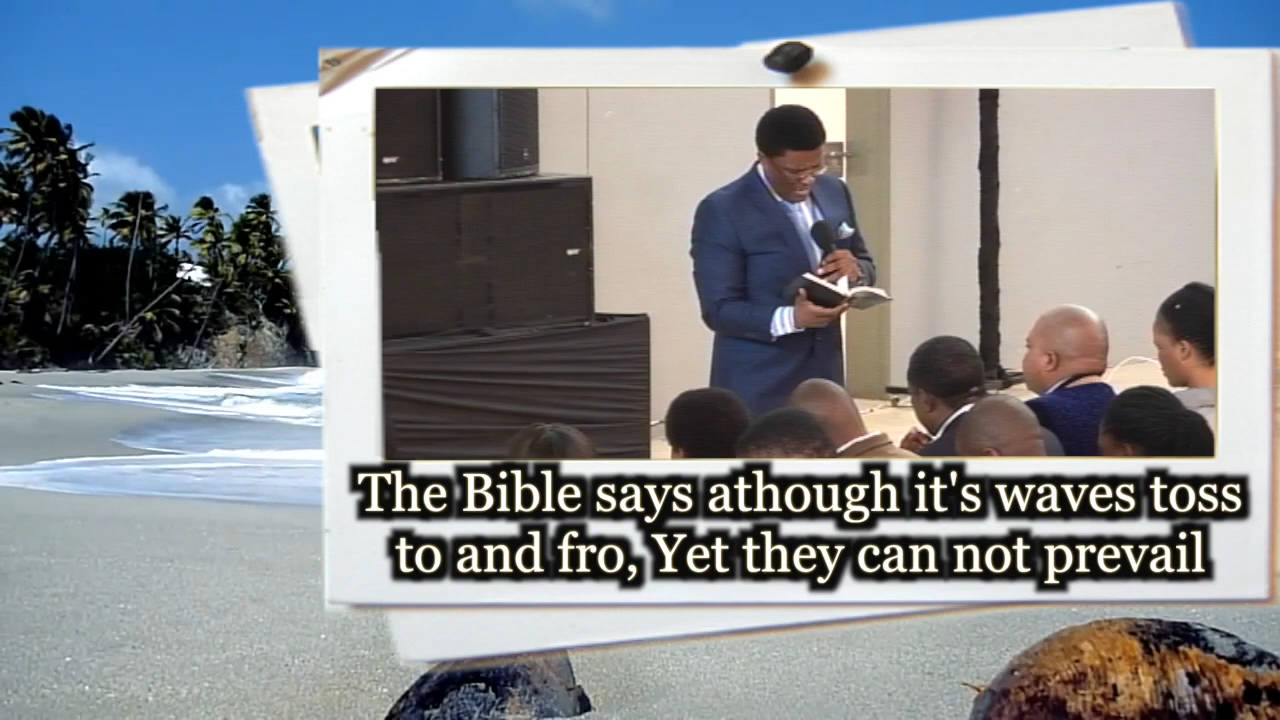 The Bible says athough it's waves toss
to and fro, Yet they can not prevail